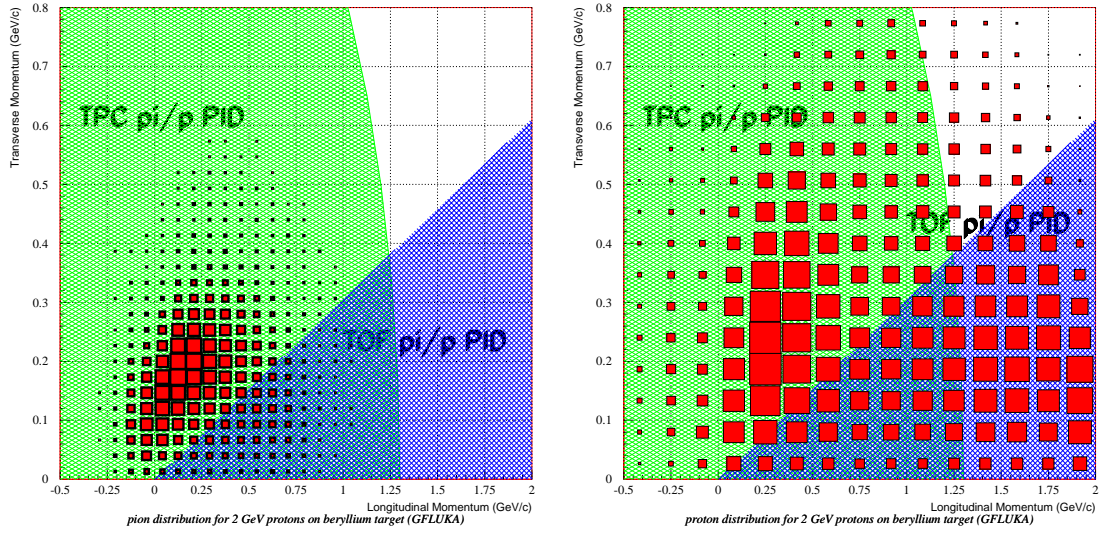 Transverse Momentum (GeV/c)
0.8
0.7
0.6
0.5
0.4
0.3
0.2
0.1
0
TPC pi/p PID
TOF pi/p PID
-0.5 -0.25 0 0.25 0.5 0.75 1 1.25 1.5 1.75 2
Longitudinal Momentum (GeV/c)
pion distribution for 2 GeV protons on beryllium target (GFLUKA)
Transverse Momentum (GeV/c)
0.8
0.7
0.6
0.5
0.4
0.3
0.2
0.1
0
TPC pi/p PID
TOF pi/p PID
-0.5 -0.25 0 0.25 0.5 0.75 1 1.25 1.5 1.75 2
Longitudinal Momentum (GeV/c)
proton distribution for 2 GeV protons on beryllium target (GFLUKA)